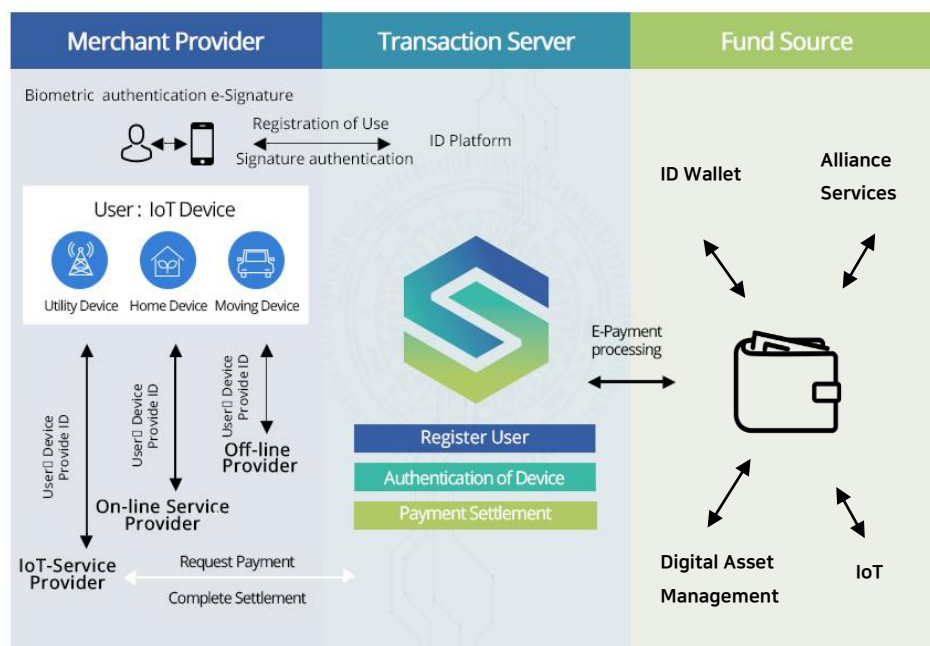 Merchant Provider
Transaction Server
Fund Source
Biometric authentication e-Signature
Registration of Use
Signature authentication
ID Platform
User : IoT Device
Utility Device
Home Device
Moving Device
User▯ Device
Provide ID
User▯ Device
Provide ID
User▯ Device
Provide ID
Off-line
Provider
On-line Service
Provider
IoT-Service
Provider
Request Payment
Complete Settlement
Register User
Authentication of Device
Payment Settlement
E-Payment
processing
ID Wallet
Alliance
Services
Digital Asset
Management
IoT